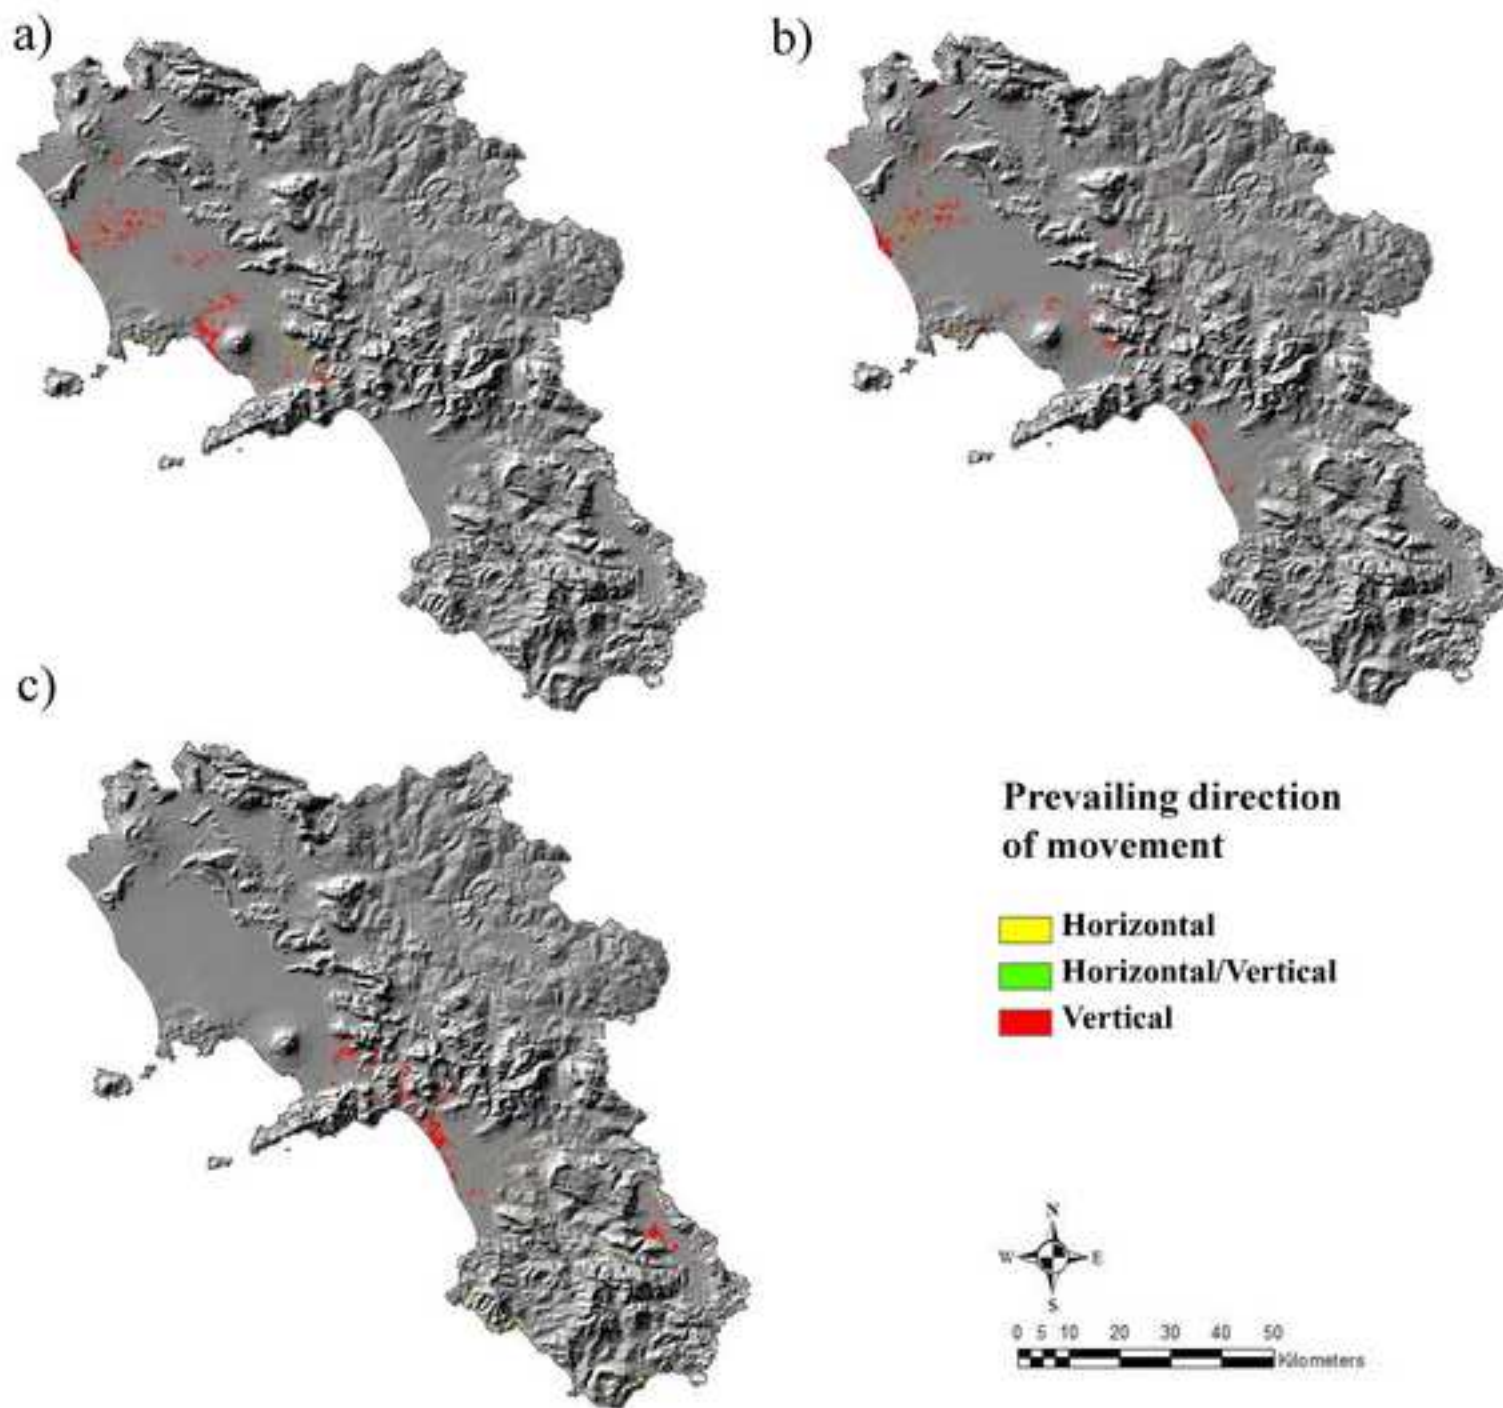 a)
b)
c)
Prevailing direction
of movement
Horizontal
Horizontal/Vertical
Vertical
N
W E
S
0 5 10 20 30 40 50
Kilometers